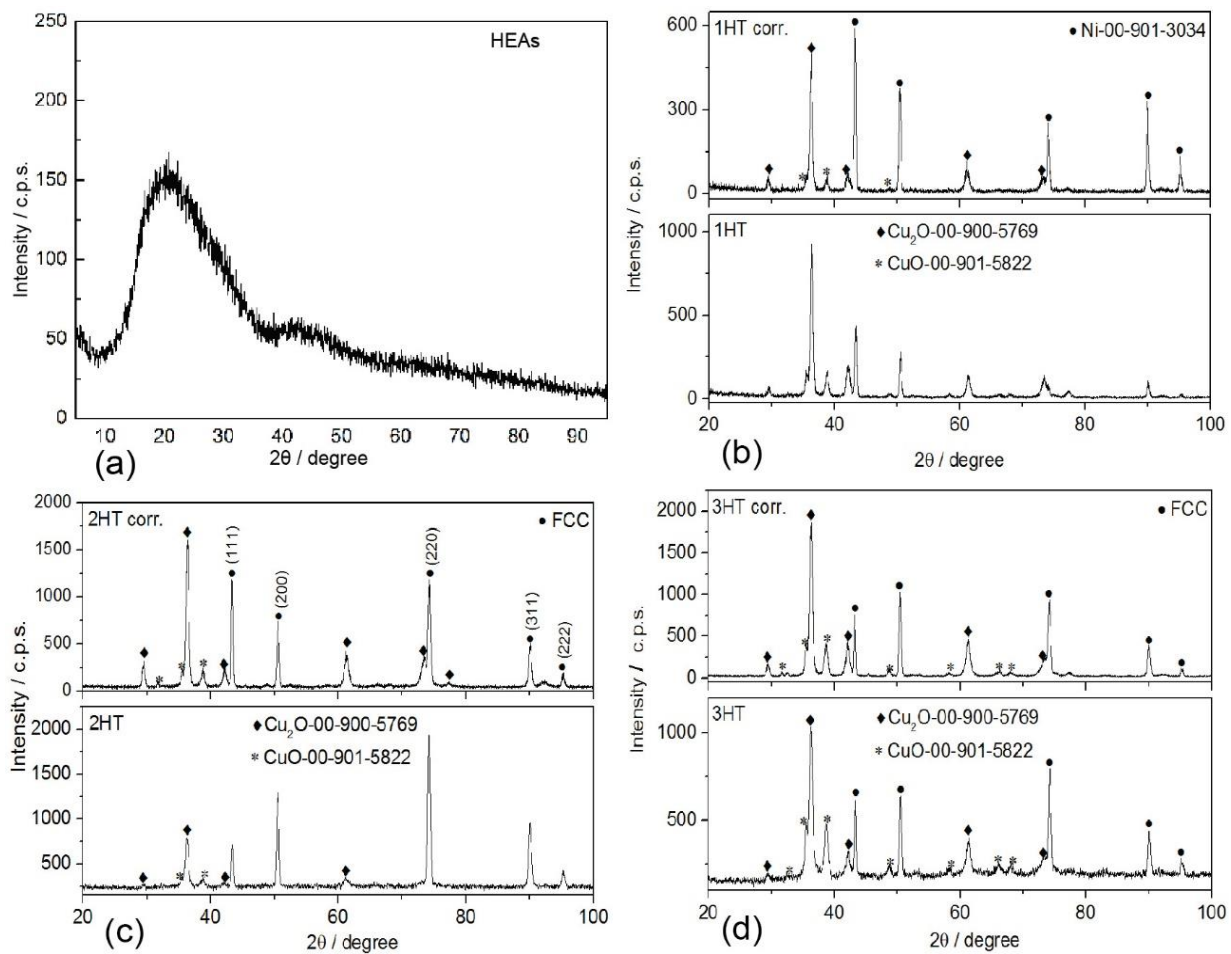 250
200
150
100
50
0
Intensity / c.p.s.
HEAs
10 20 30 40 50 60 70 80 90
2θ / degree
(a)
600
300
0
Intensity / c.p.s.
1HT corr.
● Ni-00-901-3034
1000
500
0
1HT
◆ Cu₂O-00-900-5769
* CuO-00-901-5822
20 40 60 80 100
2θ / degree
(b)
2000
1500
1000
500
0
Intensity / c.p.s.
2HT corr.
● FCC
(111)
(200)
(220)
(311)
(222)
2000
1500
1000
500
2HT
◆ Cu₂O-00-900-5769
* CuO-00-901-5822
20 40 60 80 100
2θ / degree
(c)
2000
1500
1000
500
0
Intensity / c.p.s.
3HT corr.
● FCC
1000
500
3HT
◆ Cu₂O-00-900-5769
* CuO-00-901-5822
20 40 60 80 100
2θ / degree
(d)